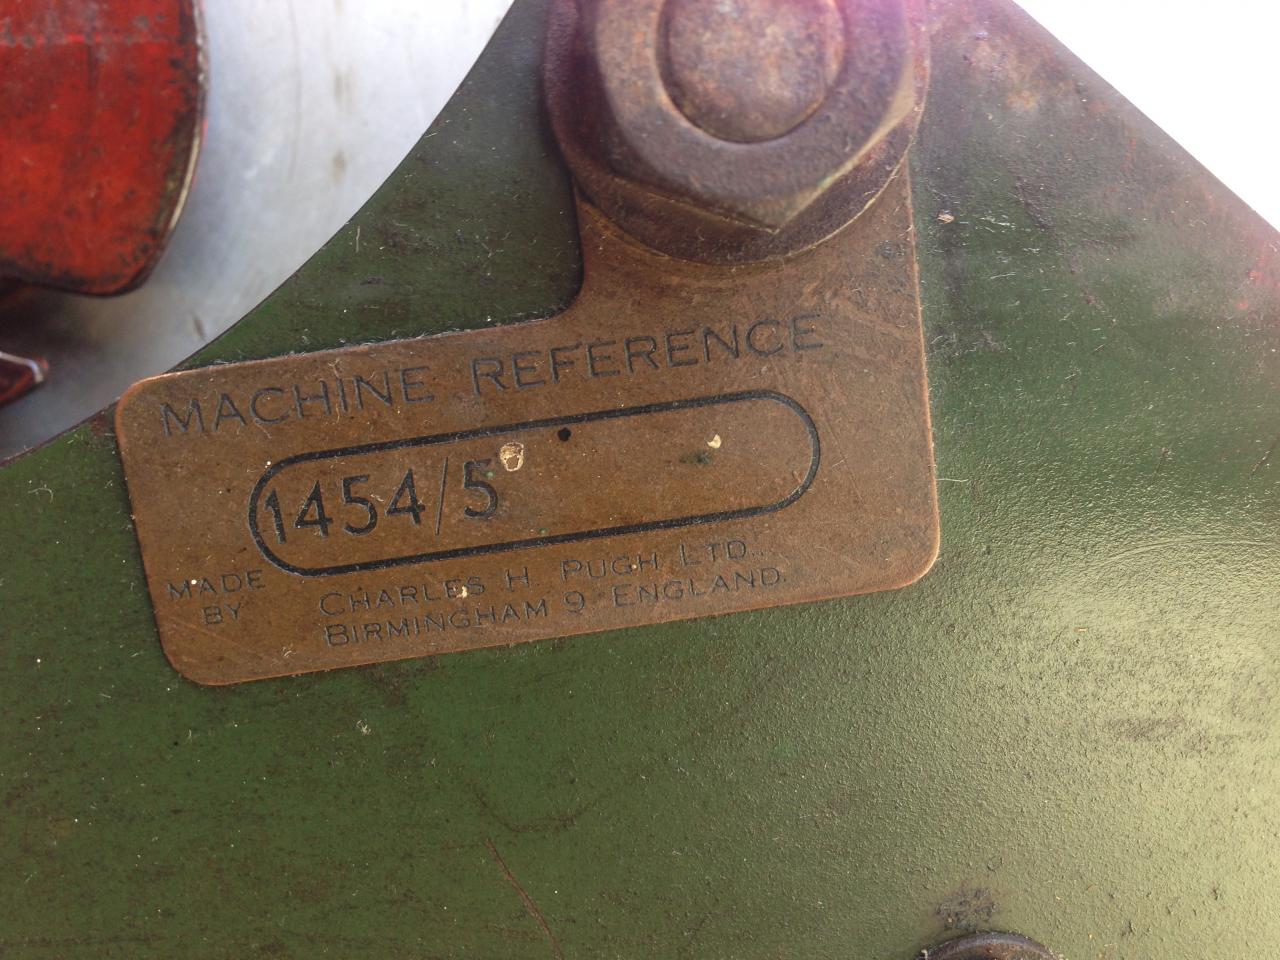 MACHINE REFERENCE
1454/5
MADE BY
CHARLES H. PUGH LTD.
BIRMINGHAM 9 ENGLAND.